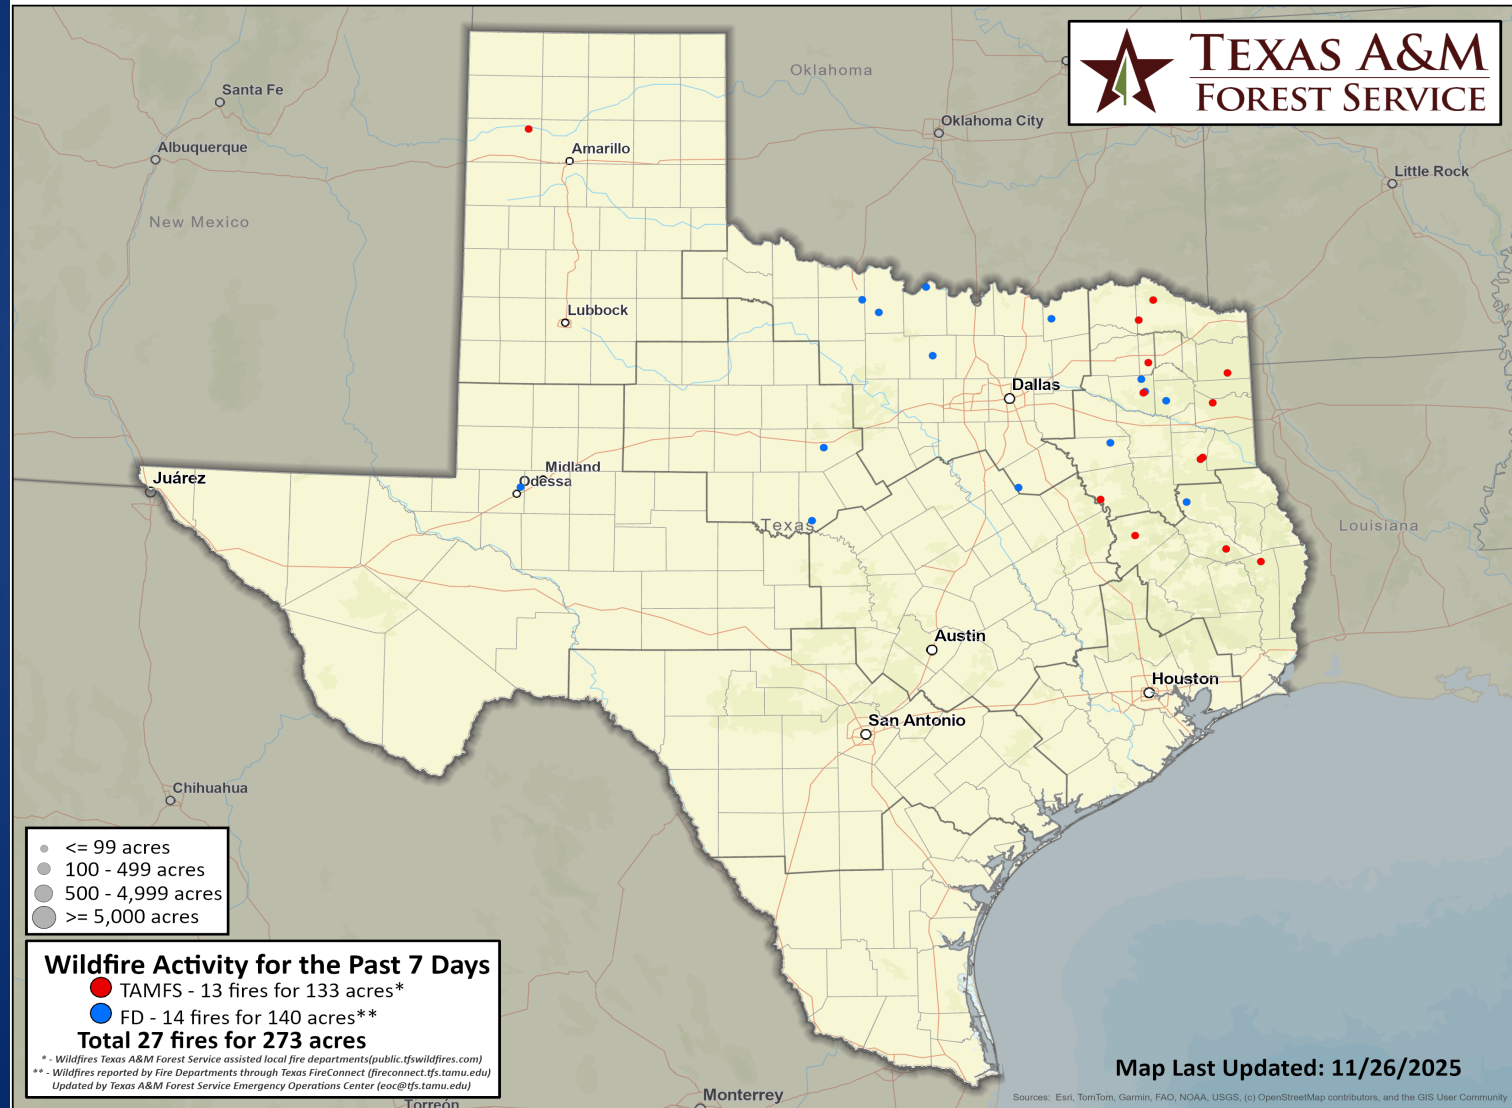 TEXAS A&M
FOREST SERVICE
Oklahoma
Santa Fe
Oklahoma City
Albuquerque
Amarillo
Little Rock
New Mexico
Lubbock
Dallas
Midland
Odessa
Juárez
Texas
Louisiana
Austin
Houston
San Antonio
Chihuahua
<= 99 acres
100 - 499 acres
500 - 4,999 acres
>= 5,000 acres
Wildfire Activity for the Past 7 Days
TAMFS - 13 fires for 133 acres*
FD - 14 fires for 140 acres**
Total 27 fires for 273 acres
* - Wildfires Texas A&M Forest Service assisted local fire departments(public.tfswildfires.com)
** - Wildfires reported by Fire Departments through Texas FireConnect (fireconnect.tfs.tamu.edu)
Updated by Texas A&M Forest Service Emergency Operations Center (eoc@tfs.tamu.edu)
Map Last Updated: 11/26/2025
Monterrey
Torreón
Sources: Esri, TomTom, Garmin, FAO, NOAA, USGS, (c) OpenStreetMap contributors, and the GIS User Community